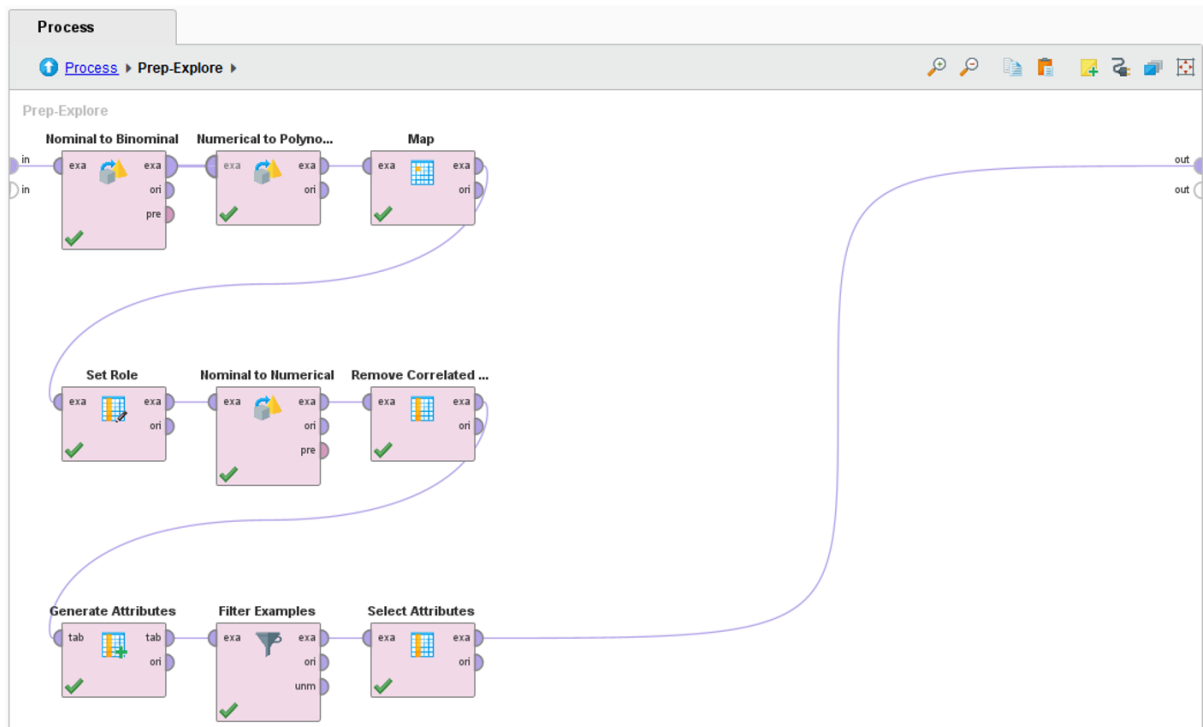 Process
Process Prep-Explore
Prep-Explore
Nominal to Binominal Numerical to Polyno... Map
in exa exa exa exa exa exa out
in ori ori ori out
pre
Set Role Nominal to Numerical Remove Correlated ...
exa exa exa exa exa exa
ori ori ori
pre
Generate Attributes Filter Examples Select Attributes
tab tab exa exa exa exa
ori ori ori
unm